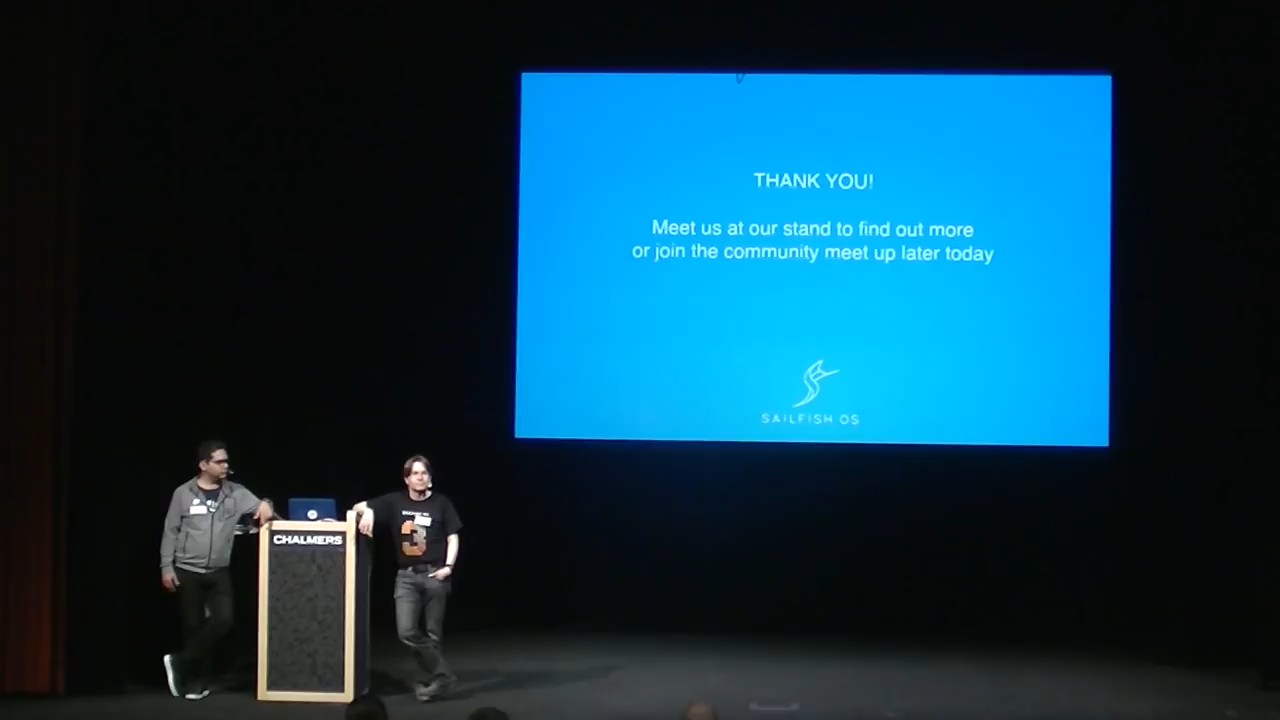 THANK YOU!
Meet us at our stand to find out more
or join the community meet up later today
SAILFISH OS
CHALMERS
3